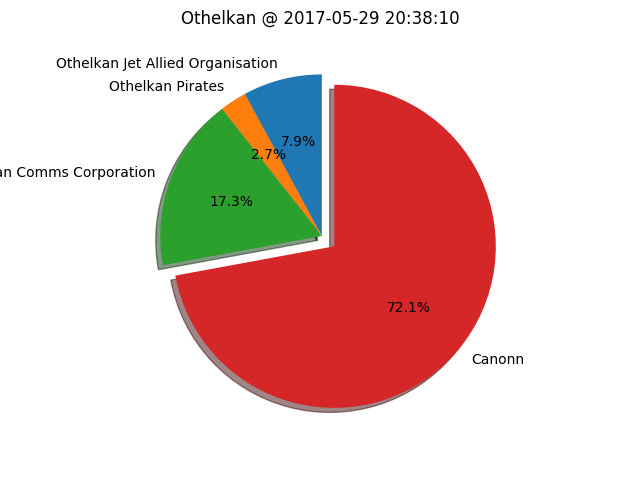 Othelkan @ 2017-05-29 20:38:10
Othelkan Jet Allied Organisation
Othelkan Pirates
7.9%
2.7%
an Comms Corporation
17.3%
72.1%
Canonn